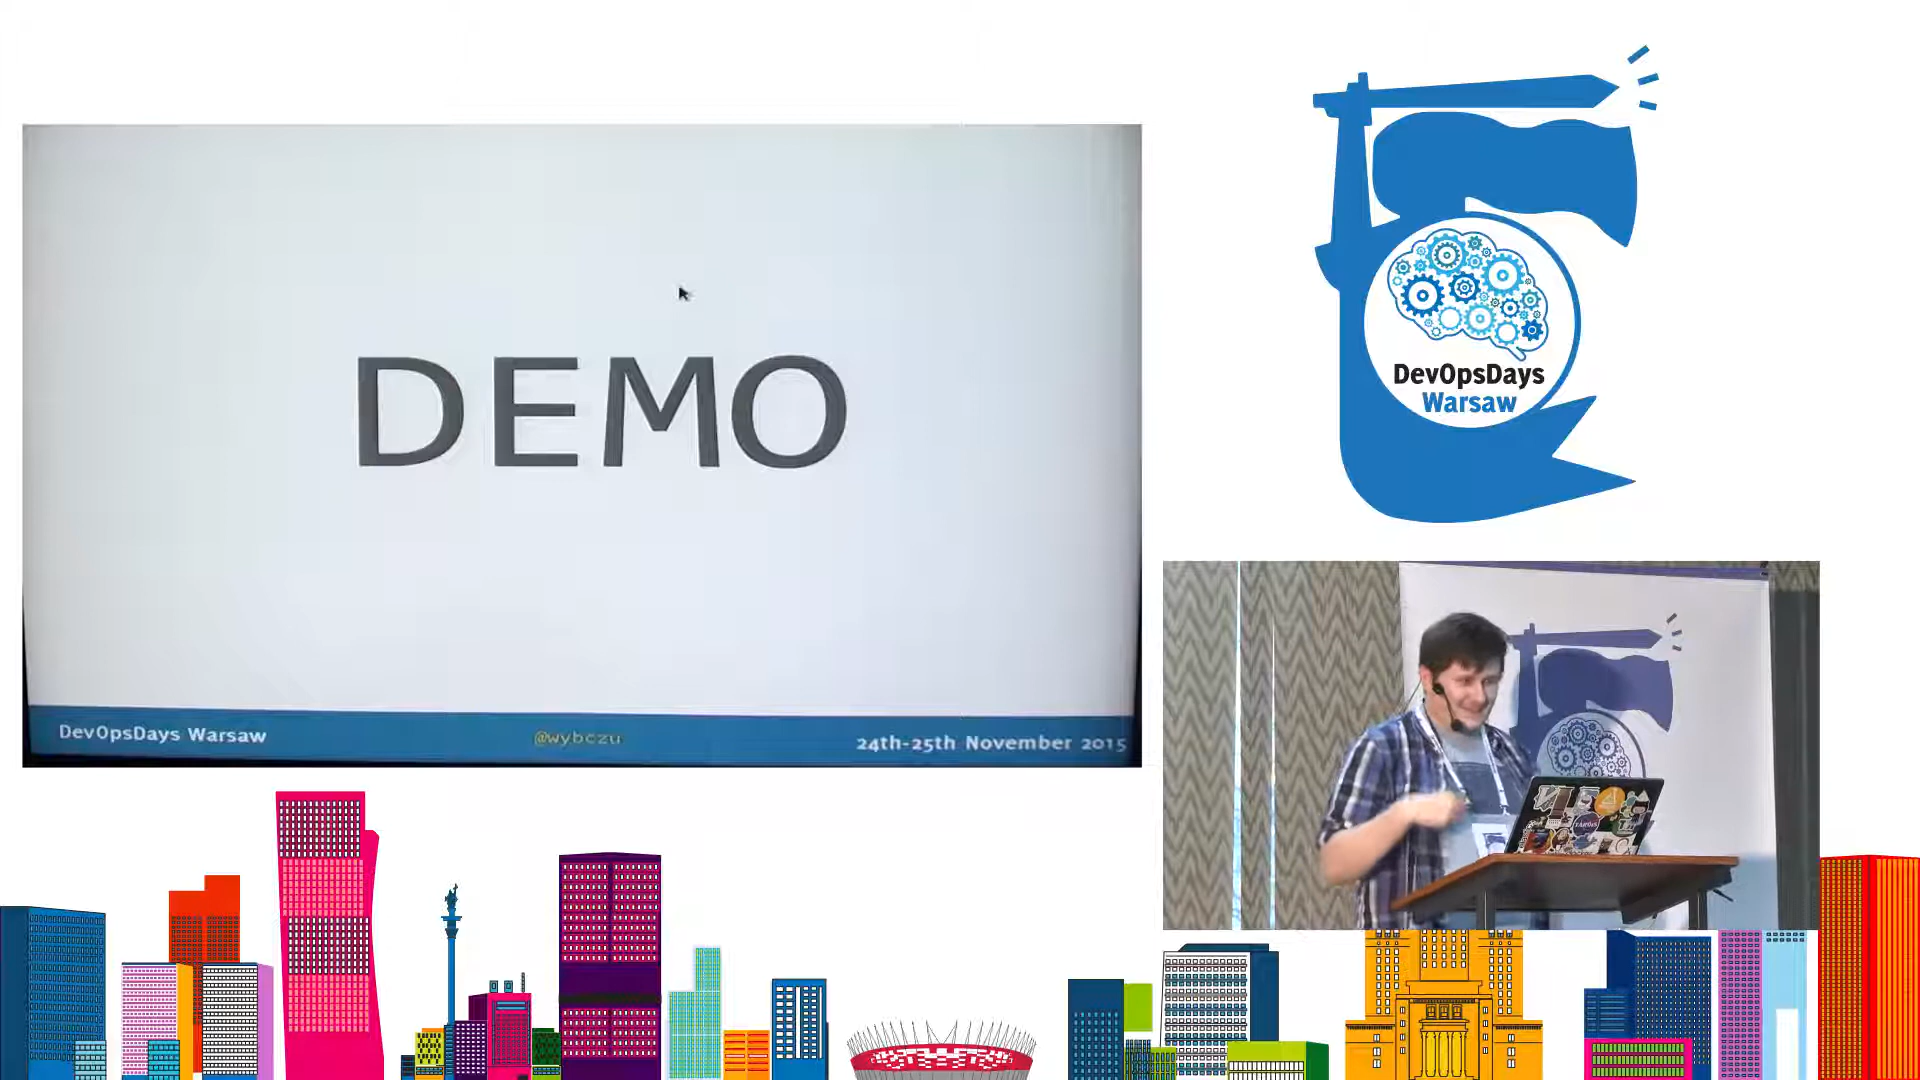 DEMO
DevOpsDays Warsaw
@wybczu
24th-25th November 2015
DevOpsDays
Warsaw